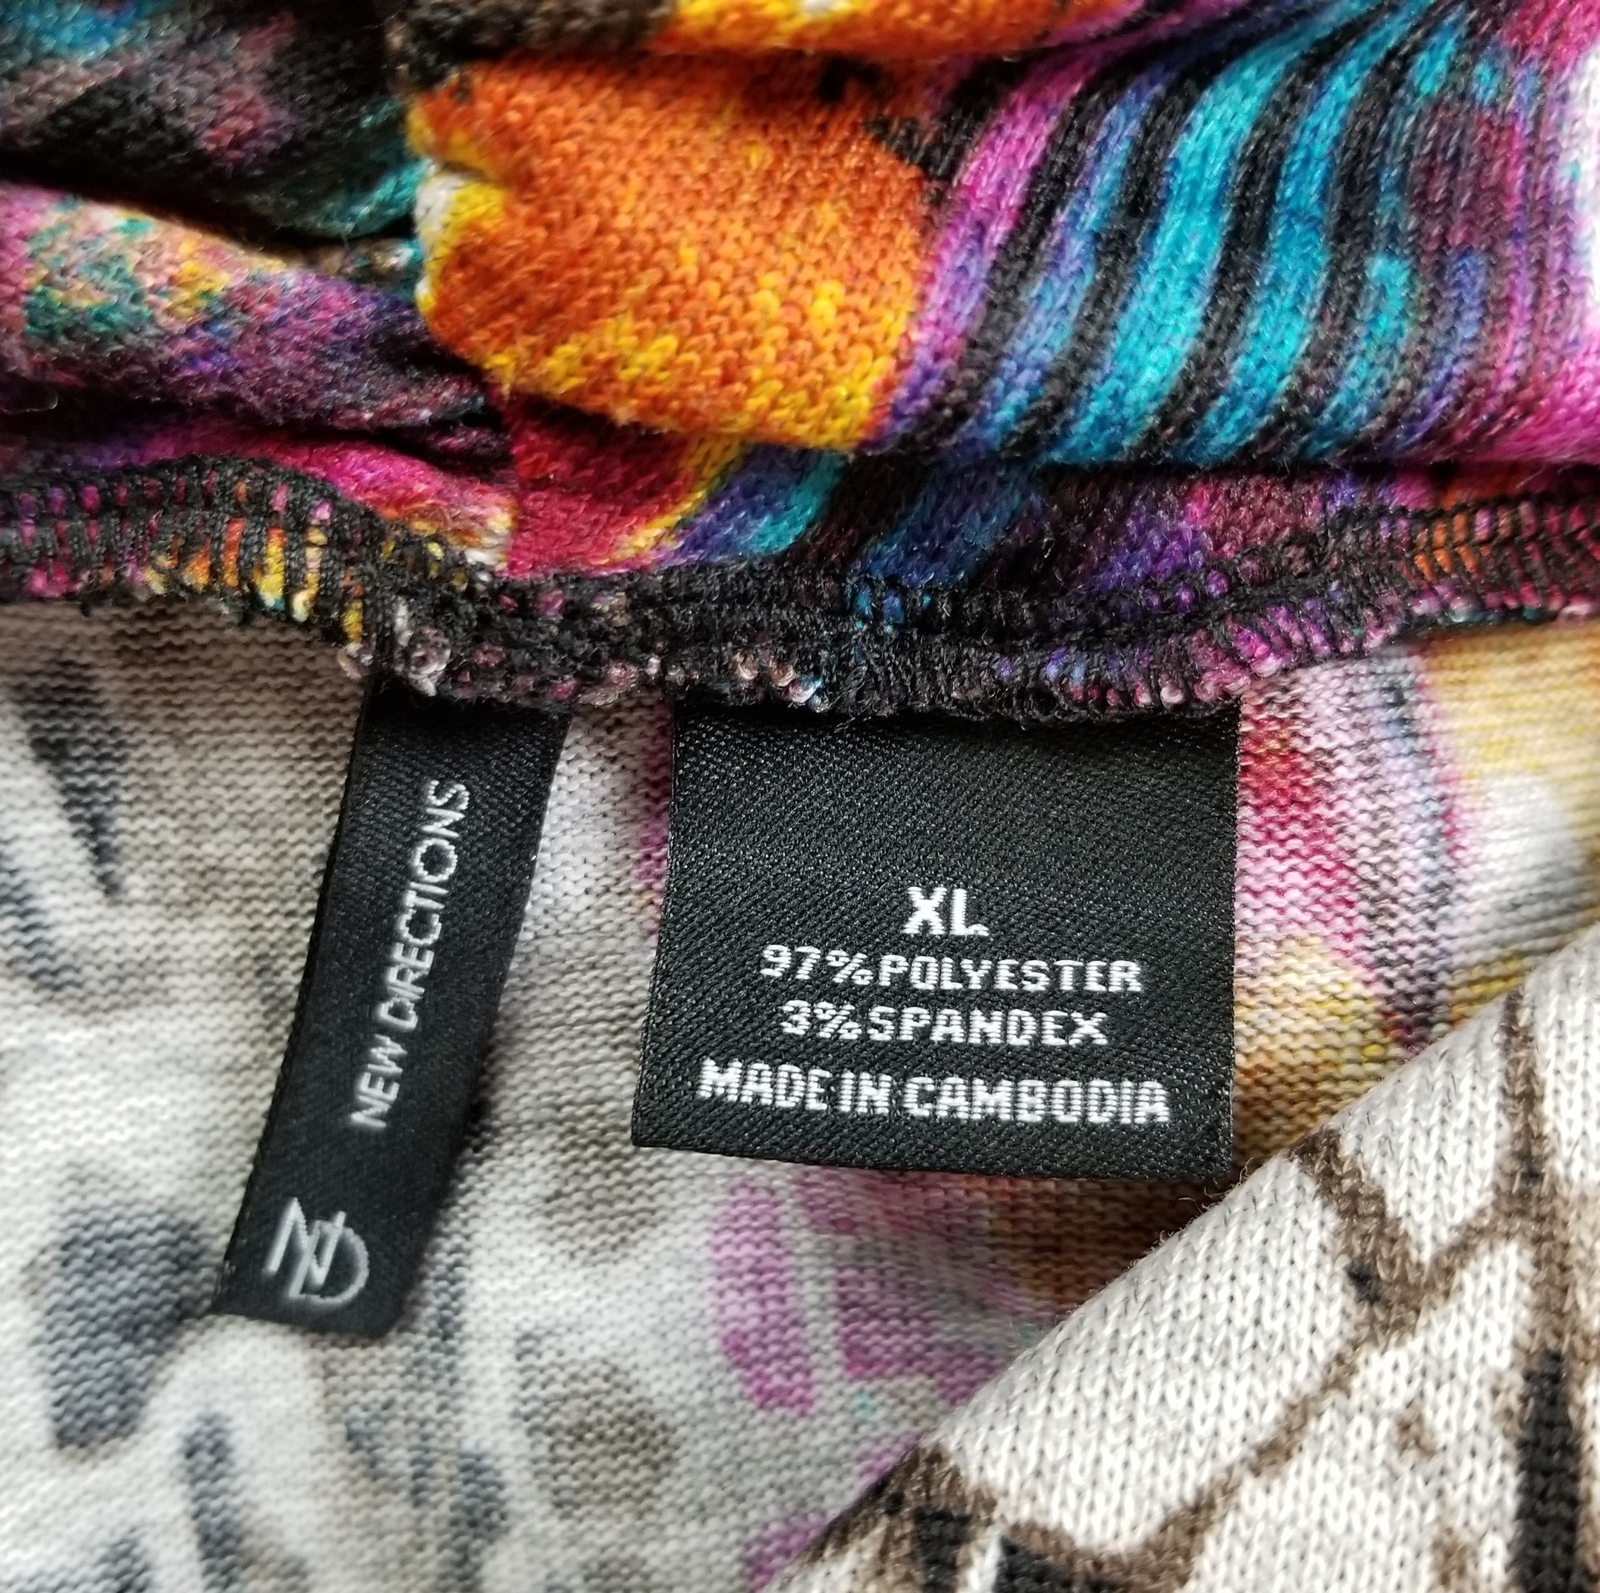 NEW DIRECTIONS
ND
XL
97%POLYESTER
3%SPANDEX
MADE IN CAMBODIA